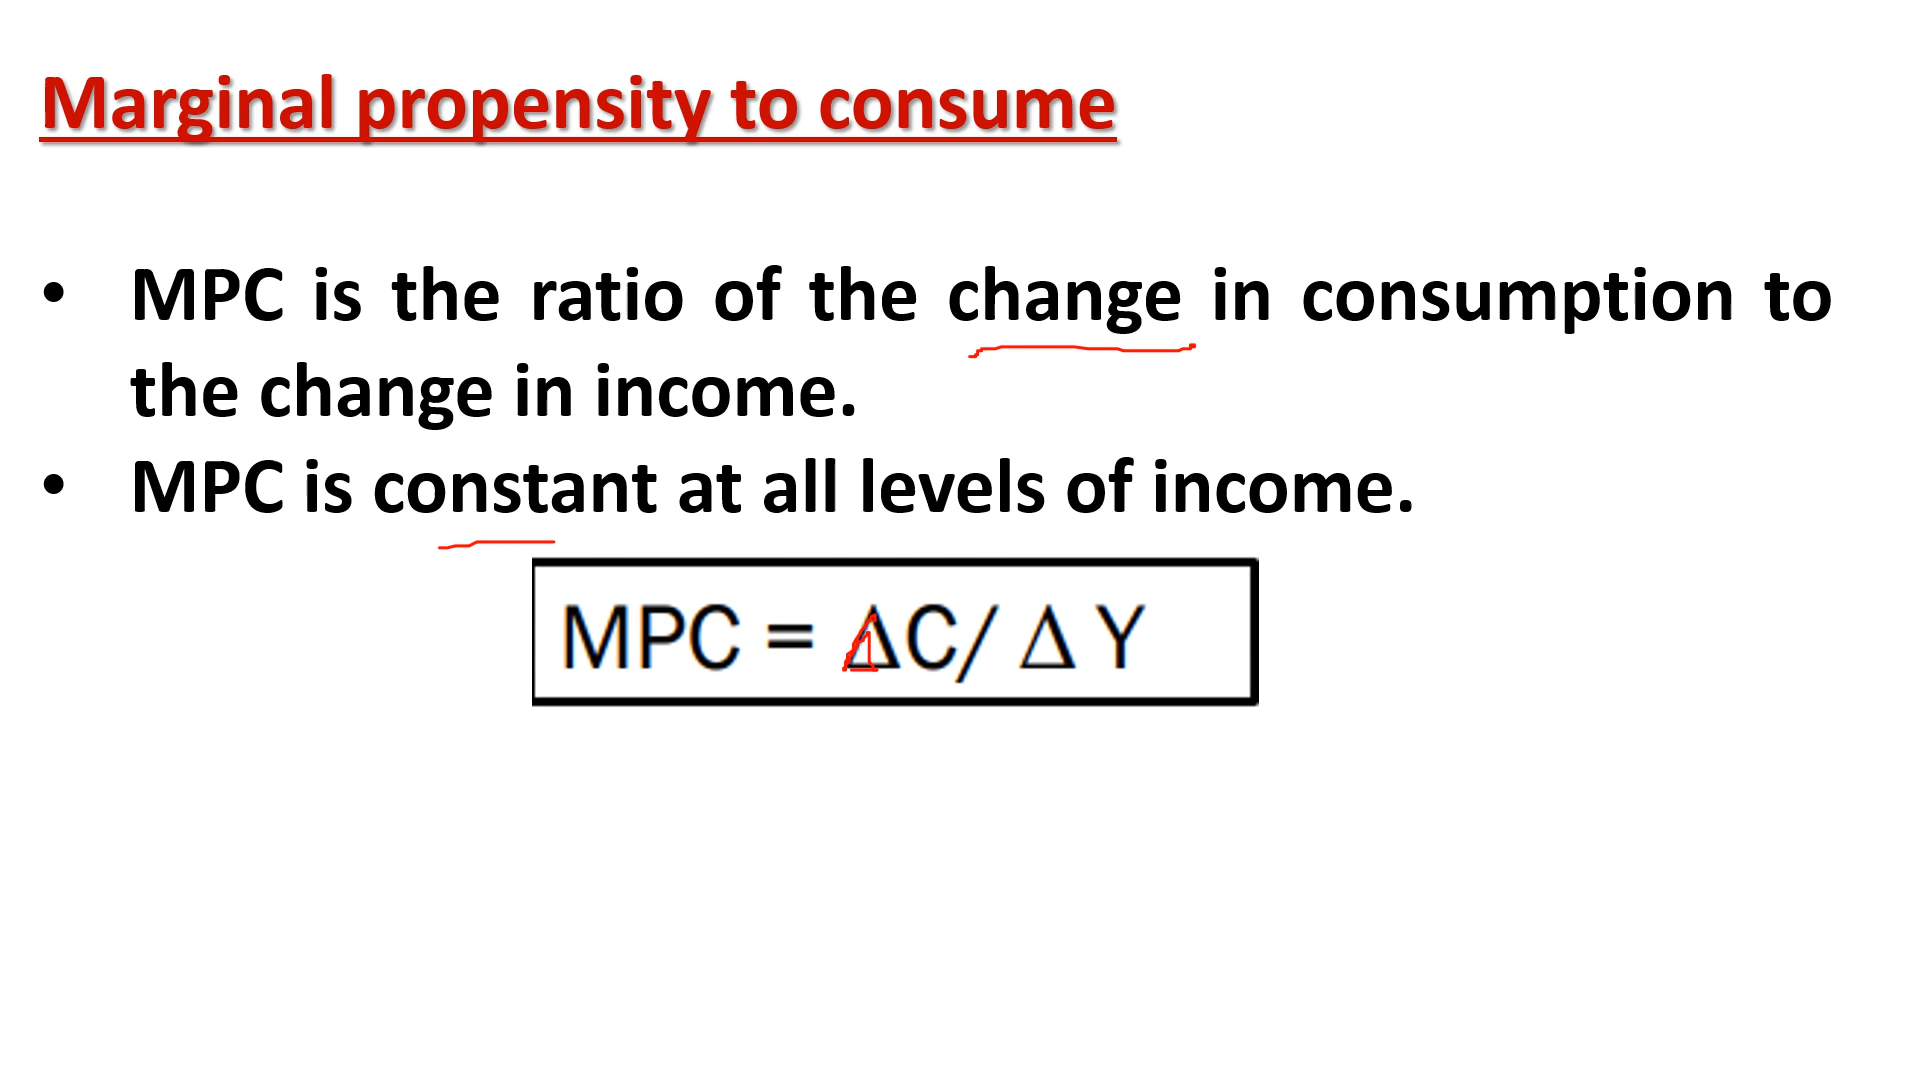 Marginal propensity to consume
• MPC is the ratio of the change in consumption to
the change in income.
• MPC is constant at all levels of income.
MPC = ΔC/ Δ Y